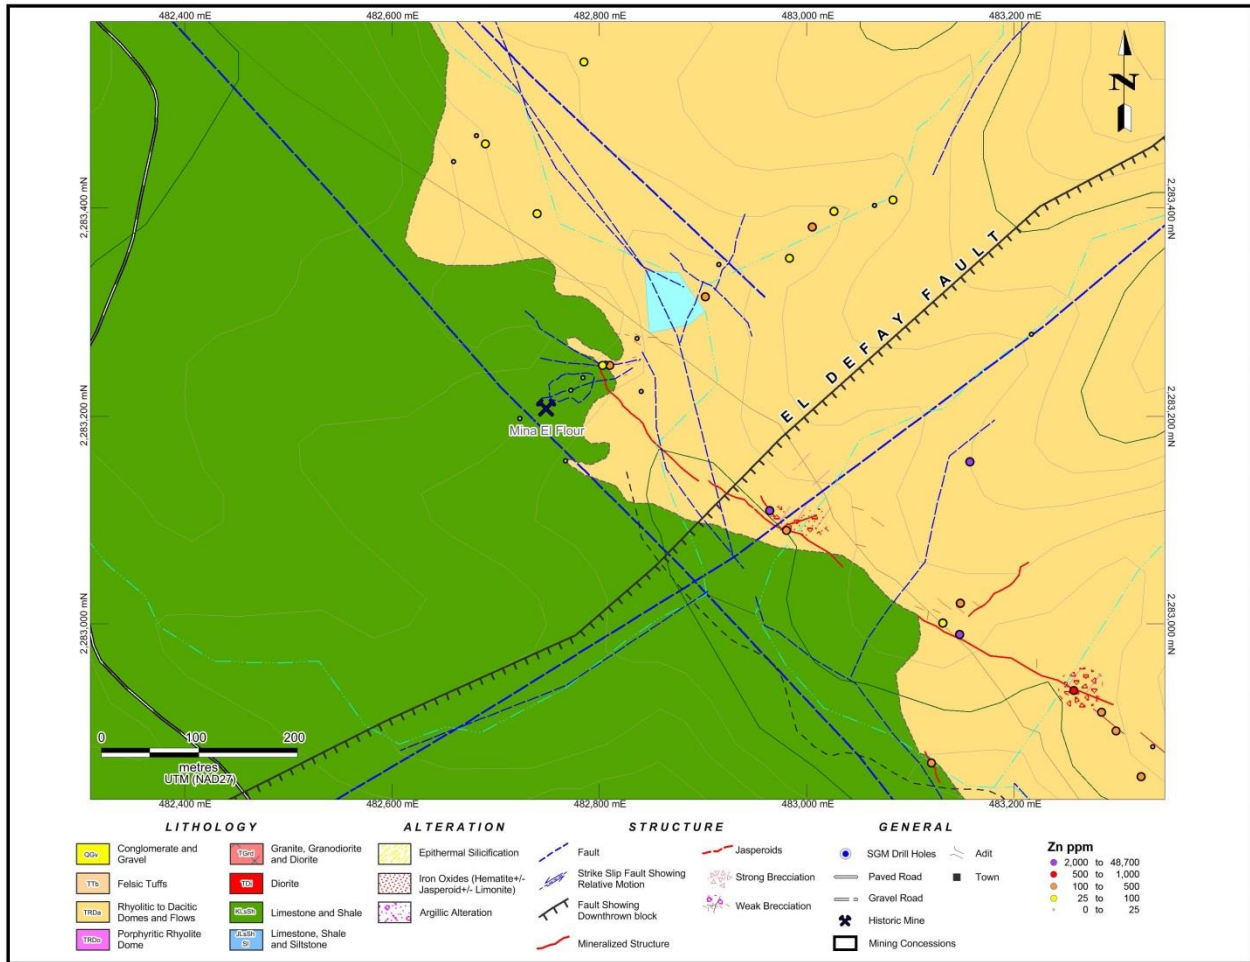 482,400 mE
482,600 mE
482,800 mE
483,000 mE
483,200 mE
2,283,400 mN
2,283,400 mN
N
EL DEFAY FAULT
2,283,200 mN
2,283,200 mN
Mina El Flour
2,283,000 mN
2,283,000 mN
0 100 200
metres
UTM (NAD27)
482,400 mE
482,600 mE
482,800 mE
483,000 mE
483,200 mE
LITHOLOGY
QGv
Conglomerate and
Gravel
TTb
Felsic Tuffs
TRDa
Rhyolitic to Dacitic
Domes and Flows
TRDo
Porphyritic Rhyolite
Dome
TGrd
Granite, Granodiorite
and Diorite
TDi
Diorite
KLsSh
Limestone and Shale
JLsSh
Sl
Limestone, Shale
and Siltstone
ALTERATION
Epithermal Silicification
Iron Oxides (Hematite+/-
Jasperoid+/- Limonite)
Argillic Alteration
STRUCTURE
Fault
Strike Slip Fault Showing
Relative Motion
Fault Showing
Downthrown block
Mineralized Structure
Jasperoids
Strong Brecciation
Weak Brecciation
GENERAL
SGM Drill Holes
Paved Road
Gravel Road
Historic Mine
Mining Concessions
Adit
Town
Zn ppm
2,000 to 48,700
500 to 1,000
100 to 500
25 to 100
0 to 25